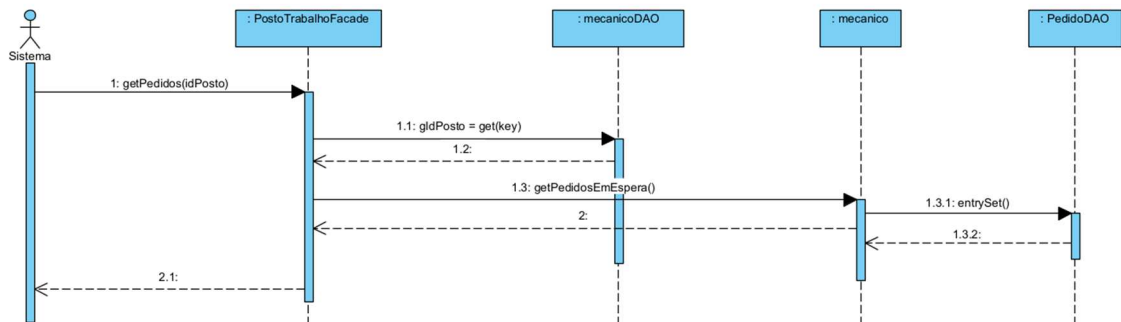 : PostoTrabalhoFacade
: mecanicoDAO
: mecanico
: PedidoDAO
Sistema
1: getPedidos(idPosto)
1.1: gIdPosto = get(key)
1.2:
1.3: getPedidosEmEspera()
1.3.1: entrySet()
2:
1.3.2:
2.1: